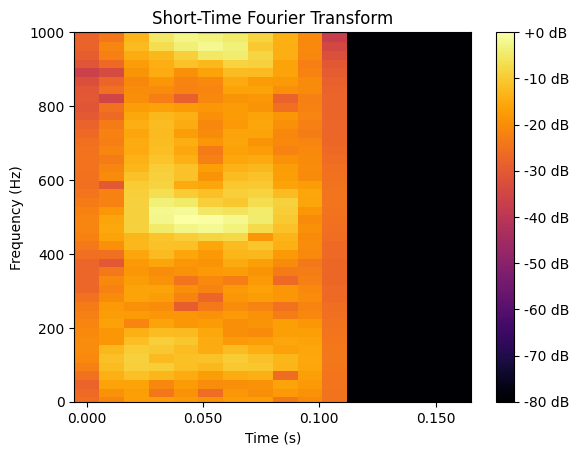 Short-Time Fourier Transform
Frequency (Hz)
1000
800
600
400
200
0
0.000
0.050
0.100
0.150
Time (s)
+0 dB
-10 dB
-20 dB
-30 dB
-40 dB
-50 dB
-60 dB
-70 dB
-80 dB